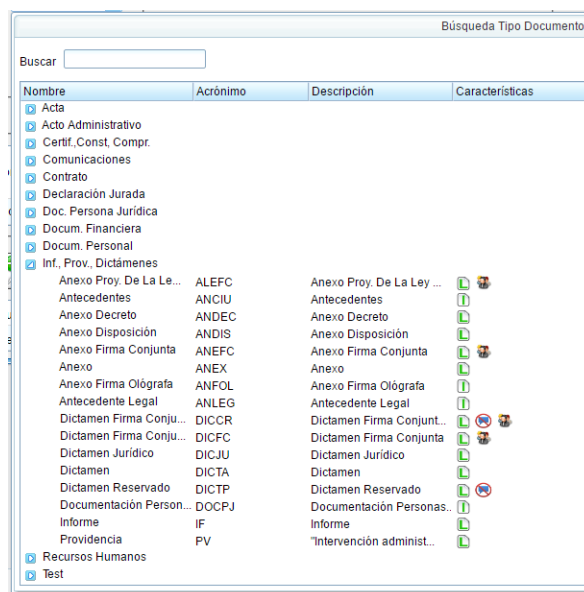 Búsqueda Tipo Documento
Buscar
Nombre Acrónimo Descripción Características
Acta
Acto Administrativo
Certif.,Const, Compr.
Comunicaciones
Contrato
Declaración Jurada
Doc. Persona Jurídica
Docum. Financiera
Docum. Personal
Inf., Prov., Dictámenes
Anexo Proy. De La Le... ALEFC Anexo Proy. De La Ley ... L
Antecedentes ANCIU Antecedentes I
Anexo Decreto ANDEC Anexo Decreto L
Anexo Disposición ANDIS Anexo Disposición L
Anexo Firma Conjunta ANEFC Anexo Firma Conjunta L
Anexo ANEX Anexo L
Anexo Firma Ológrafa ANFOL Anexo Firma Ológrafa I
Antecedente Legal ANLEG Antecedente Legal I
Dictamen Firma Conju... DICCR Dictamen Firma Conjunt... L
Dictamen Firma Conju... DICFC Dictamen Firma Conjunta L
Dictamen Jurídico DICJU Dictamen Jurídico L
Dictamen DICTA Dictamen L
Dictamen Reservado DICTP Dictamen Reservado L
Documentación Person... DOCPJ Documentación Personas.. I
Informe IF Informe L
Providencia PV "Intervención administ... L
Recursos Humanos
Test